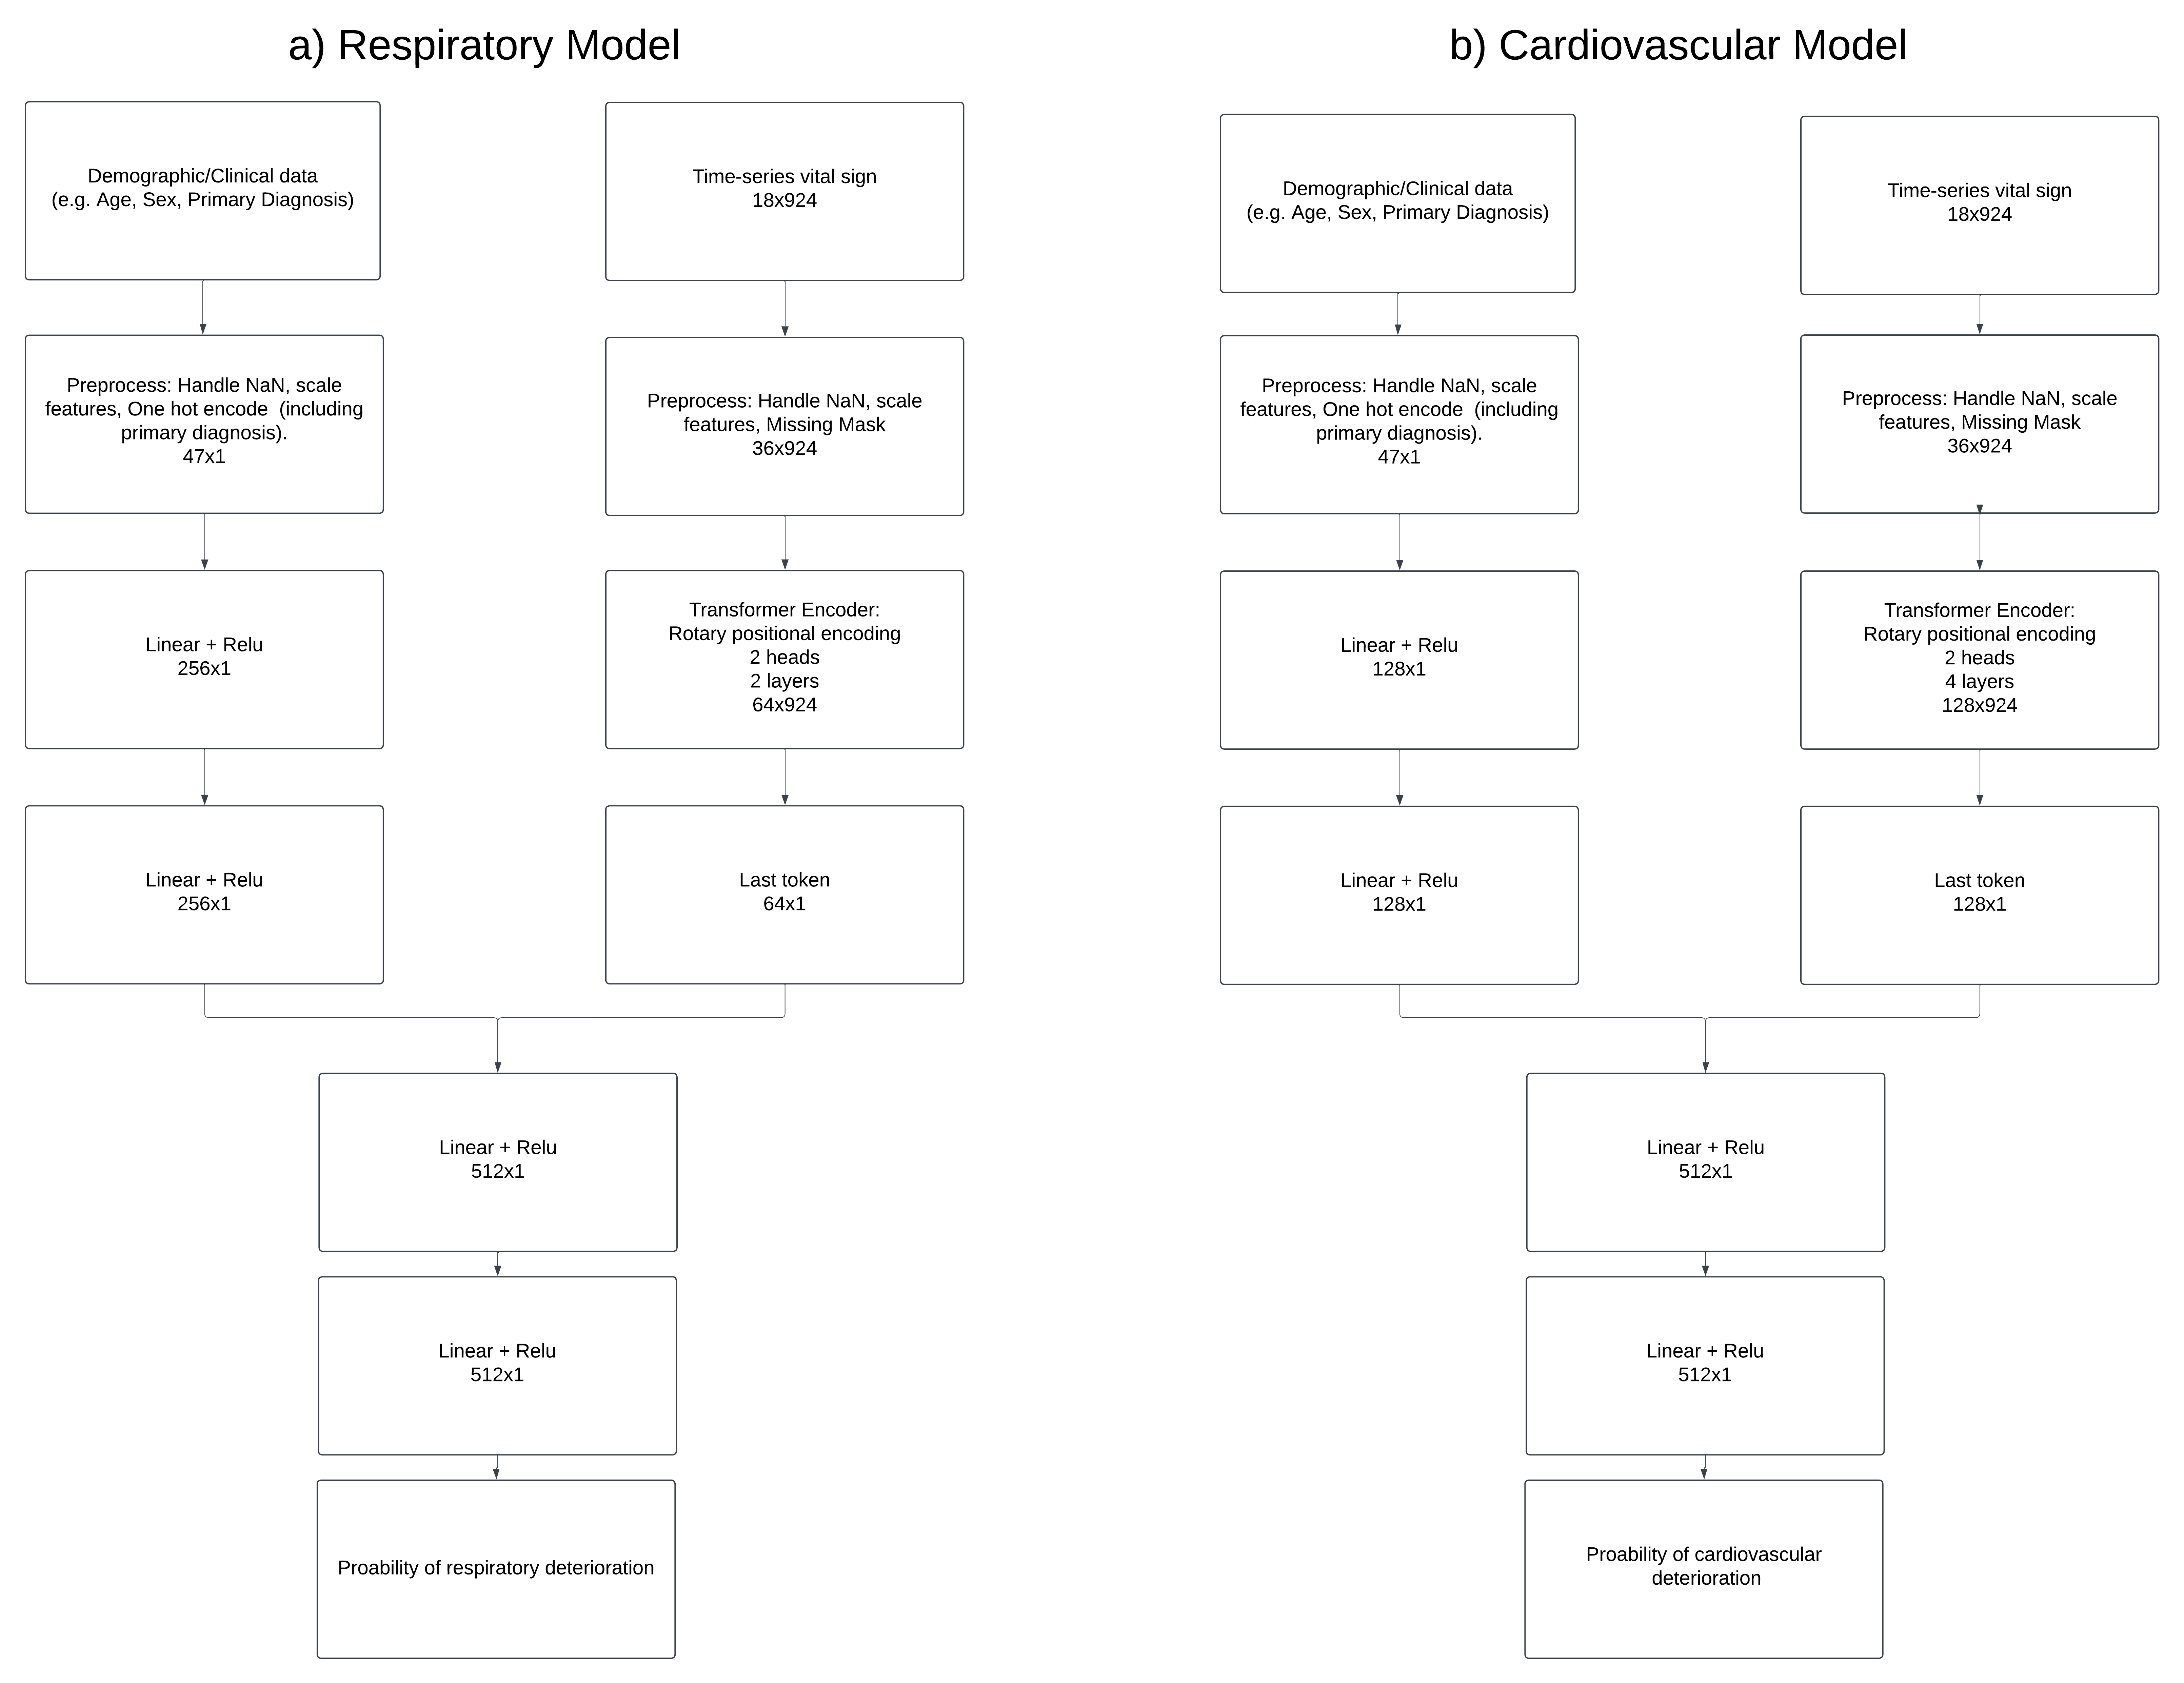 a) Respiratory Model
Demographic/Clinical data
(e.g. Age, Sex, Primary Diagnosis)
Time-series vital sign
18x924
Preprocess: Handle NaN, scale
features, One hot encode  (including
primary diagnosis).
47x1
Preprocess: Handle NaN, scale
features, Missing Mask
36x924
Linear + Relu
256x1
Transformer Encoder:
Rotary positional encoding
2 heads
2 layers
64x924
Linear + Relu
256x1
Last token
64x1
Linear + Relu
512x1
Linear + Relu
512x1
Proability of respiratory deterioration
b) Cardiovascular Model
Demographic/Clinical data
(e.g. Age, Sex, Primary Diagnosis)
Time-series vital sign
18x924
Preprocess: Handle NaN, scale
features, One hot encode  (including
primary diagnosis).
47x1
Preprocess: Handle NaN, scale
features, Missing Mask
36x924
Linear + Relu
128x1
Transformer Encoder:
Rotary positional encoding
2 heads
4 layers
128x924
Linear + Relu
128x1
Last token
128x1
Linear + Relu
512x1
Linear + Relu
512x1
Proability of cardiovascular
deterioration